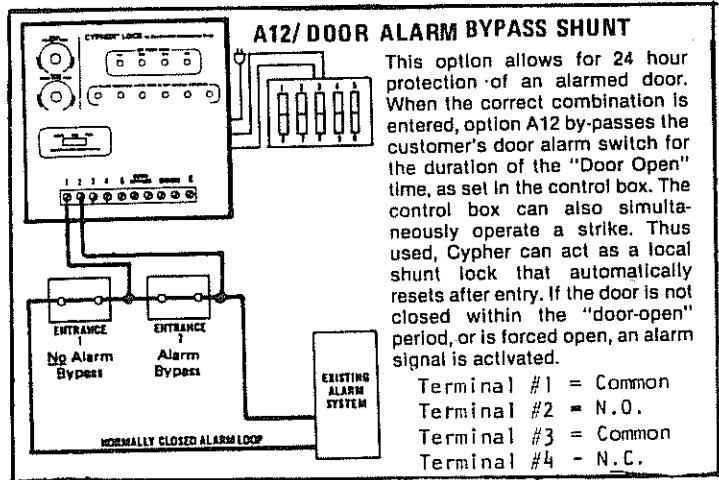 A12/ DOOR ALARM BYPASS SHUNT
CYPHER LOCK
This option allows for 24 hour
protection of an alarmed door.
When the correct combination is
entered, option A12 by-passes the
customer's door alarm switch for
the duration of the "Door Open"
time, as set in the control box. The
control box can also simulta-
neously operate a strike. Thus
used, Cypher can act as a local
shunt lock that automatically
resets after entry. If the door is not
closed within the "door-open"
period, or is forced open, an alarm
signal is activated.
Terminal #1 = Common
Terminal #2 = N.O.
Terminal #3 = Common
Terminal #4 - N.C.
1 2 3 4 5
1 2 3 4 5
ENTRANCE
1
No Alarm
Bypass
ENTRANCE
2
Alarm
Bypass
EXISTING
ALARM
SYSTEM
NORMALLY CLOSED ALARM LOOP